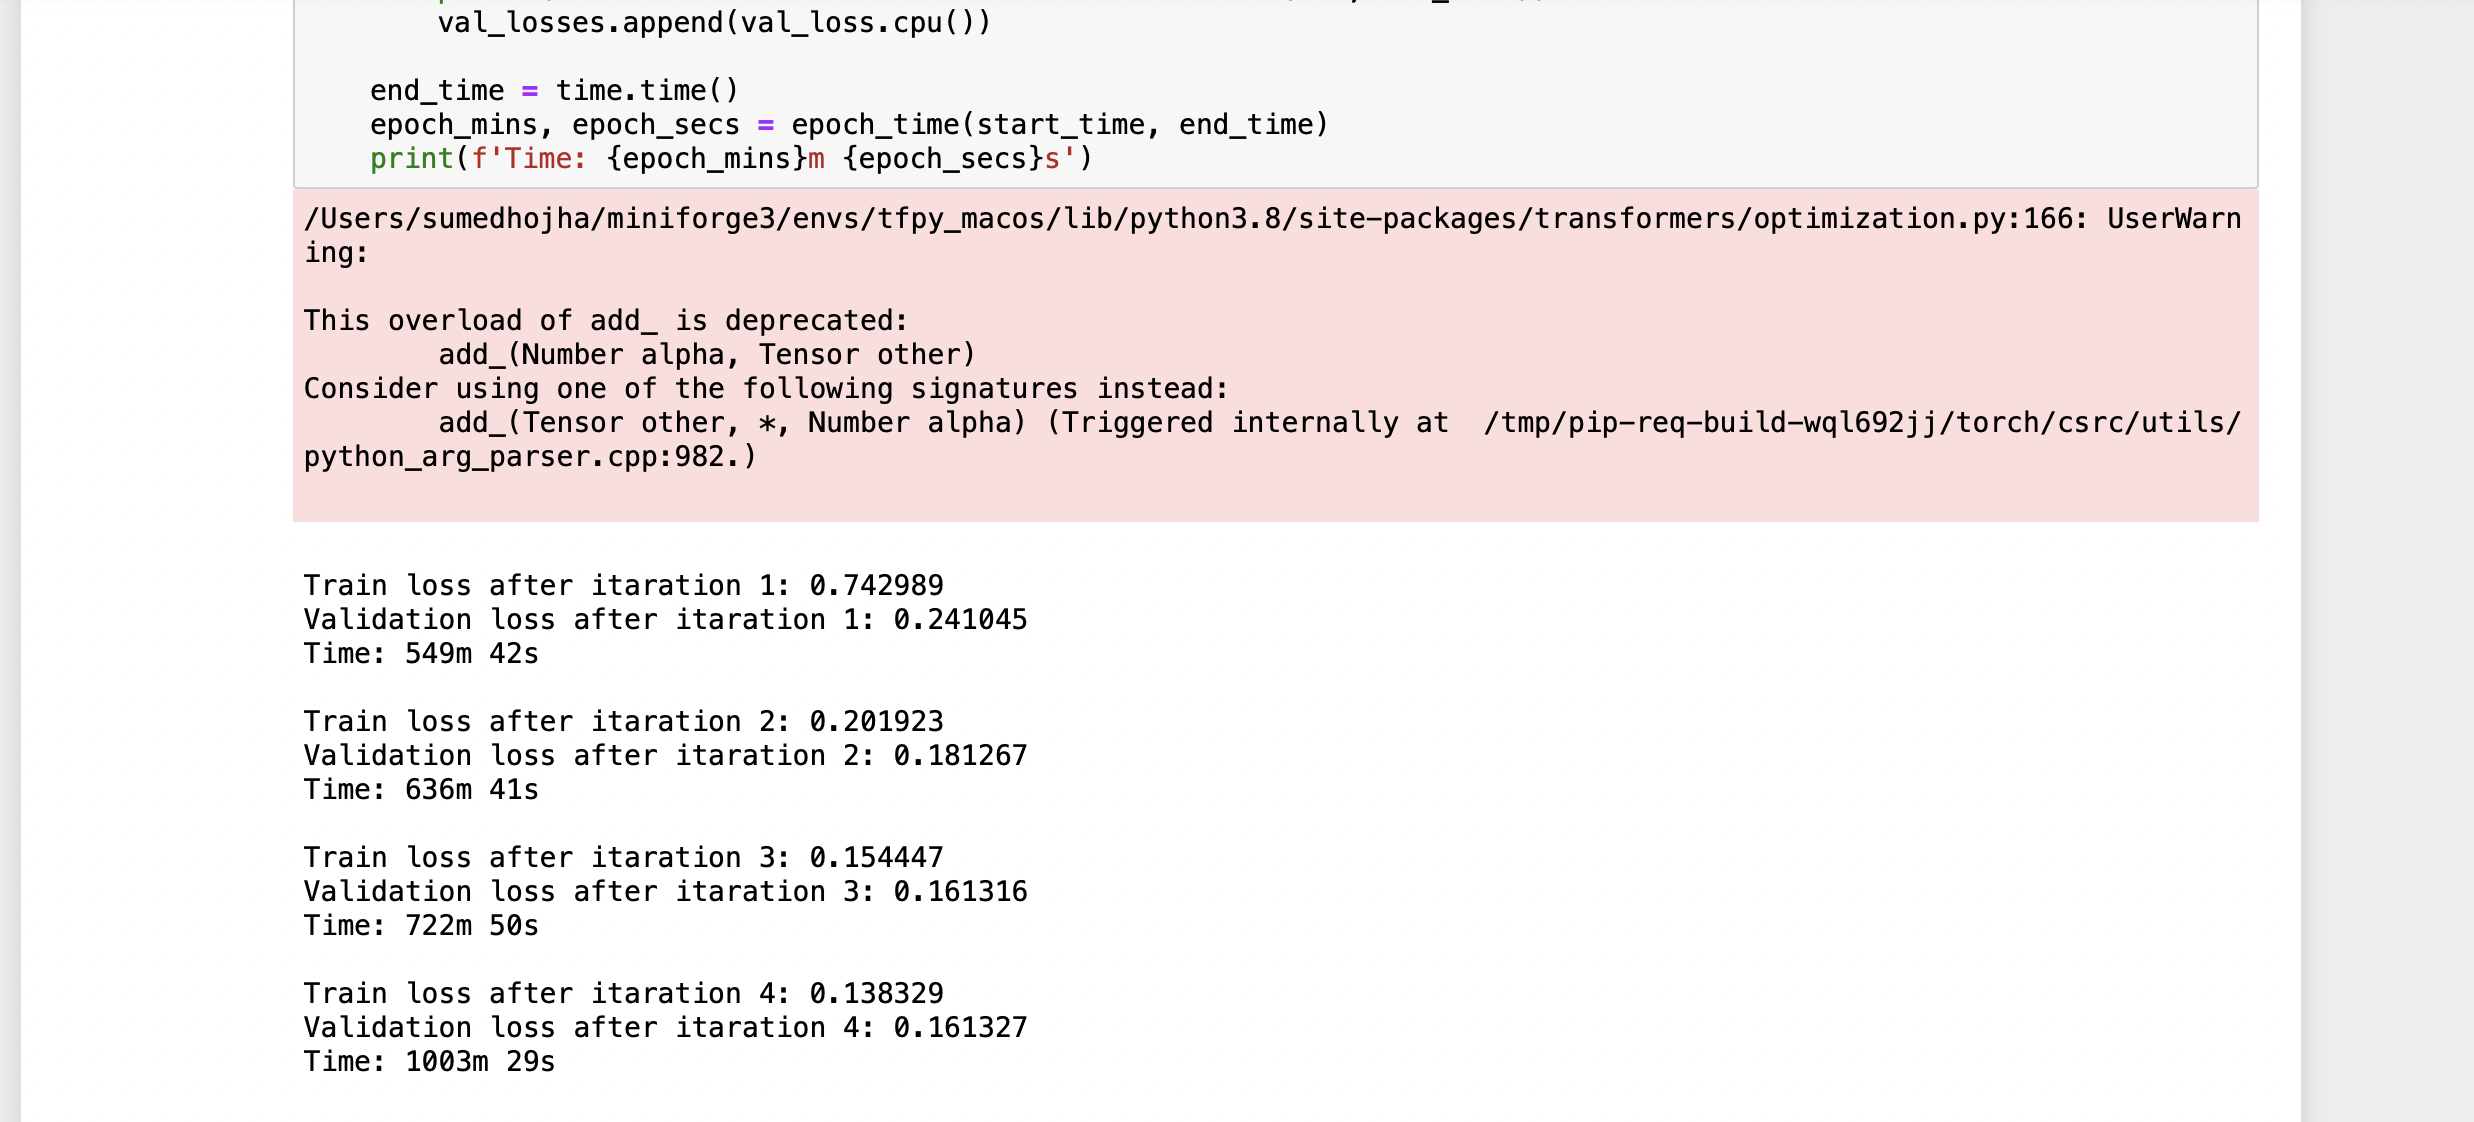 val_losses.append(val_loss.cpu())
end_time = time.time()
epoch_mins, epoch_secs = epoch_time(start_time, end_time)
print(f'Time: {epoch_mins}m {epoch_secs}s')
/Users/sumedhojha/miniforge3/envs/tfpy_macos/lib/python3.8/site-packages/transformers/optimization.py:166: UserWarn
ing:
This overload of add_ is deprecated:
add_(Number alpha, Tensor other)
Consider using one of the following signatures instead:
add_(Tensor other, *, Number alpha) (Triggered internally at  /tmp/pip-req-build-wql692jj/torch/csrc/utils/
python_arg_parser.cpp:982.)
Train loss after itaration 1: 0.742989
Validation loss after itaration 1: 0.241045
Time: 549m 42s
Train loss after itaration 2: 0.201923
Validation loss after itaration 2: 0.181267
Time: 636m 41s
Train loss after itaration 3: 0.154447
Validation loss after itaration 3: 0.161316
Time: 722m 50s
Train loss after itaration 4: 0.138329
Validation loss after itaration 4: 0.161327
Time: 1003m 29s